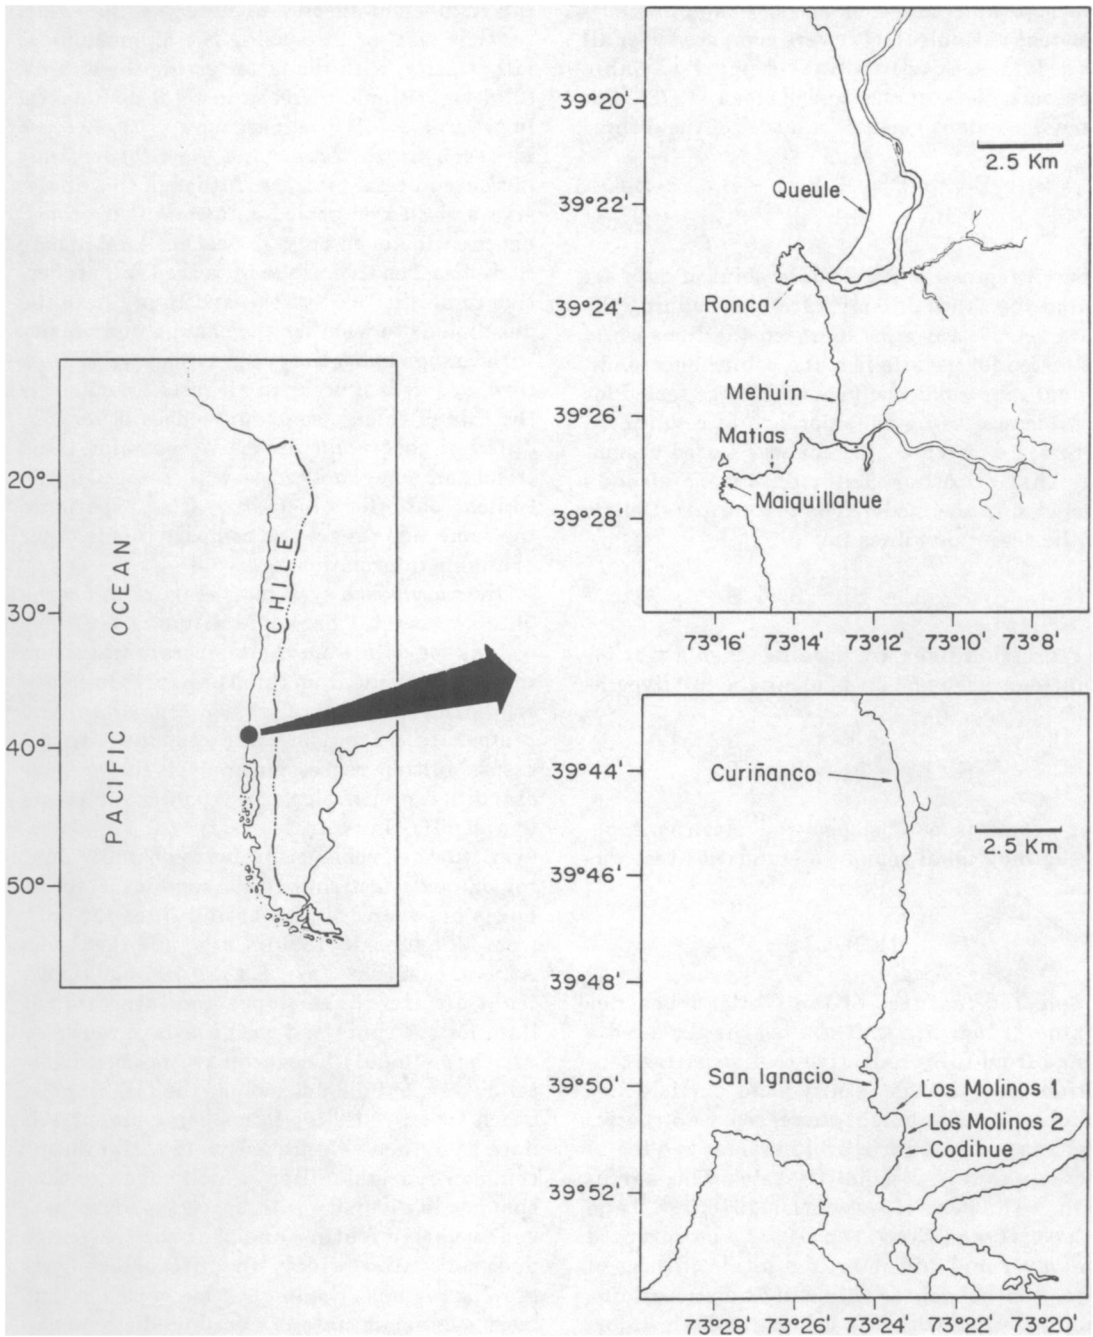 20°
30°
40°
50°
PACIFIC OCEAN
CHILE
39°20'
39°22'
39°24'
39°26'
39°28'
2.5 Km
Queule
Ronca
Mehuín
Matias
Maiquillahue
73°16'
73°14'
73°12'
73°10'
73°8'
39°44'
39°46'
39°48'
39°50'
39°52'
Curiñanco
2.5 Km
San Ignacio
Los Molinos 1
Los Molinos 2
Codihue
73°28'
73°26'
73°24'
73°22'
73°20'